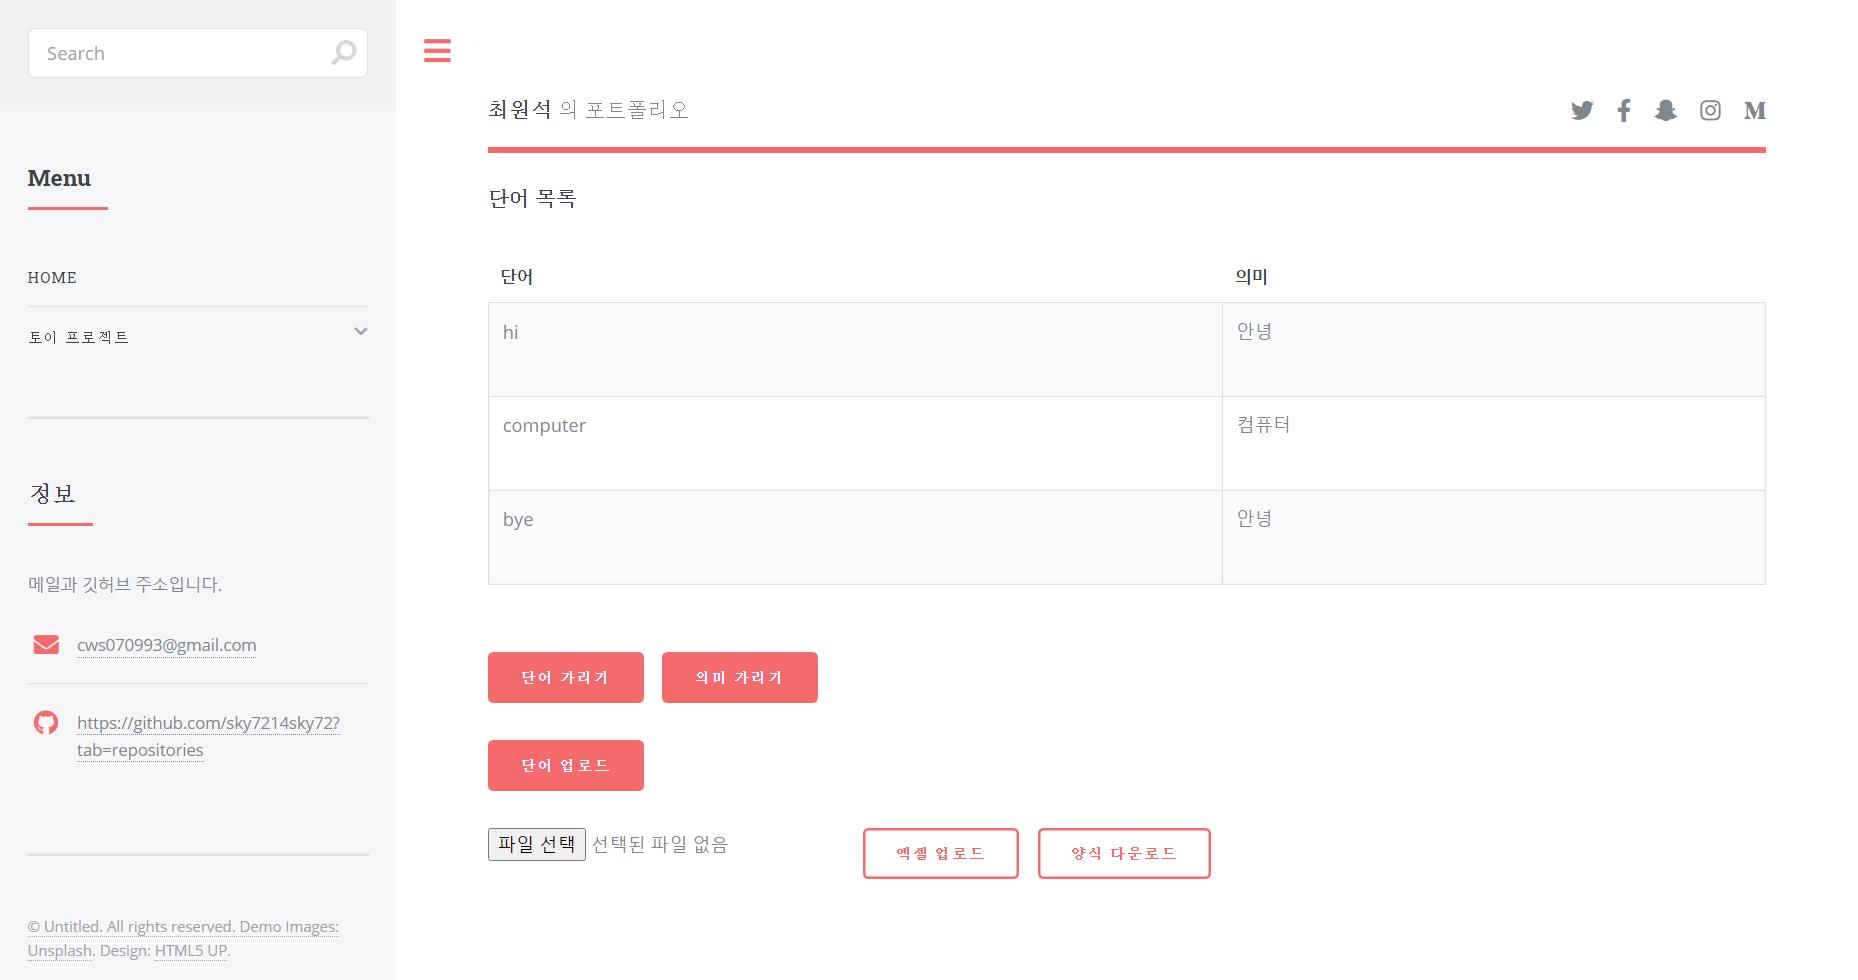 Search
Menu
HOME
토이 프로젝트
정보
메일과 깃허브 주소입니다.
cws070993@gmail.com
https://github.com/sky7214sky72?
tab=repositories
© Untitled. All rights reserved. Demo Images:
Unsplash. Design: HTML5 UP.
최원석 의 포트폴리오
단어 목록
단어 의미
hi 안녕
computer 컴퓨터
bye 안녕
단어 가리기 의미 가리기
단어 업로드
파일 선택 선택된 파일 없음 엑셀 업로드 양식 다운로드